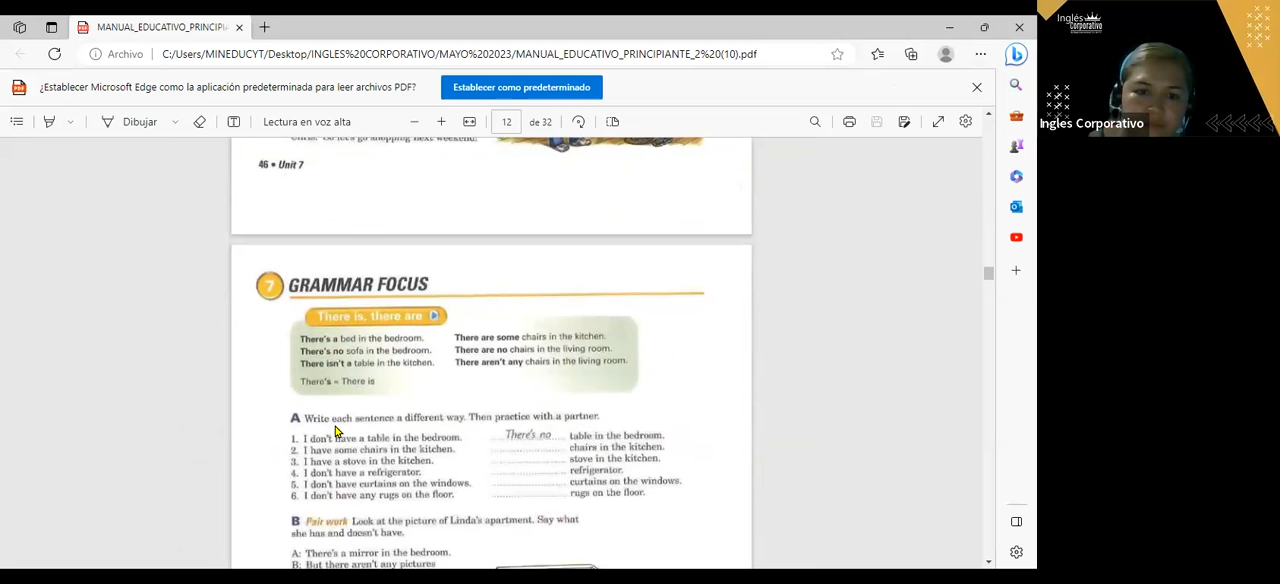 MANUAL_EDUCATIVO_PRINCIPI
Archivo
C:/Users/MINEDUCYT/Desktop/INGLES%20CORPORATIVO/MAYO%202023/MANUAL_EDUCATIVO_PRINCIPIANTE_2%20(10).pdf
¿Establecer Microsoft Edge como la aplicación predeterminada para leer archivos PDF?
Establecer como predeterminado
Dibujar
Lectura en voz alta
12
de 32
46 • Unit 7
7 GRAMMAR FOCUS
There is, there are
There's a bed in the bedroom.
There's no sofa in the bedroom.
There isn't a table in the kitchen.
There's = There is
There are some chairs in the kitchen.
There are no chairs in the living room.
There aren't any chairs in the living room.
A Write each sentence a different way. Then practice with a partner.
1. I don't have a table in the bedroom. There's no table in the bedroom.
2. I have some chairs in the kitchen. chairs in the kitchen.
3. I have a stove in the kitchen. stove in the kitchen.
4. I don't have a refrigerator. refrigerator.
5. I don't have curtains on the windows. curtains on the windows.
6. I don't have any rugs on the floor. rugs on the floor.
B Pair work Look at the picture of Linda's apartment. Say what
she has and doesn't have.
A: There's a mirror in the bedroom.
B: But there aren't any pictures
Inglés
Corporativo
Ingles Corporativo